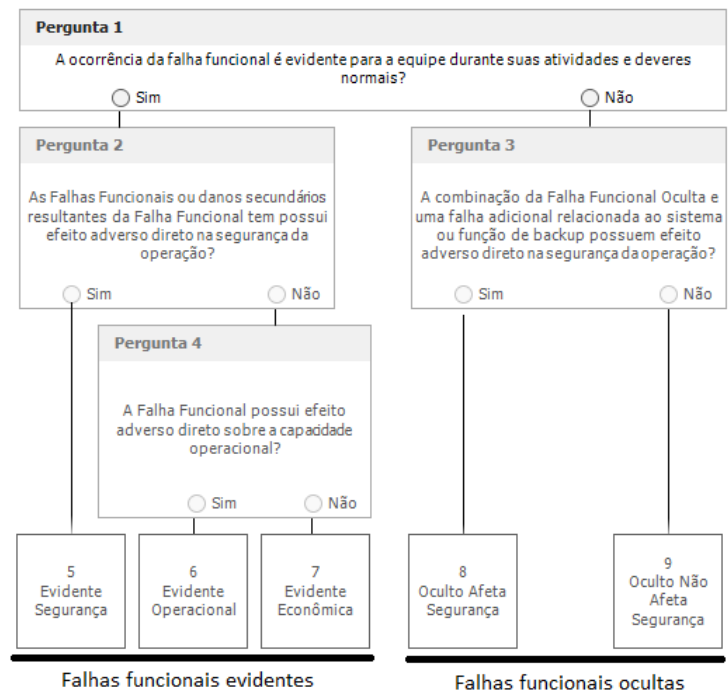 Pergunta 1
A ocorrência da falha funcional é evidente para a equipe durante suas atividades e deveres
normais?
Sim
Não
Pergunta 2
As Falhas Funcionais ou danos secundários
resultantes da Falha Funcional tem possui
efeito adverso direto na segurança da
operação?
Sim
Não
Pergunta 3
A combinação da Falha Funcional Oculta e
uma falha adicional relacionada ao sistema
ou função de backup possuem efeito
adverso direto na segurança da operação?
Sim
Não
Pergunta 4
A Falha Funcional possui efeito
adverso direto sobre a capacidade
operacional?
Sim
Não
5
Evidente
Segurança
6
Evidente
Operacional
7
Evidente
Econômica
8
Oculto Afeta
Segurança
9
Oculto Não
Afeta
Segurança
Falhas funcionais evidentes
Falhas funcionais ocultas